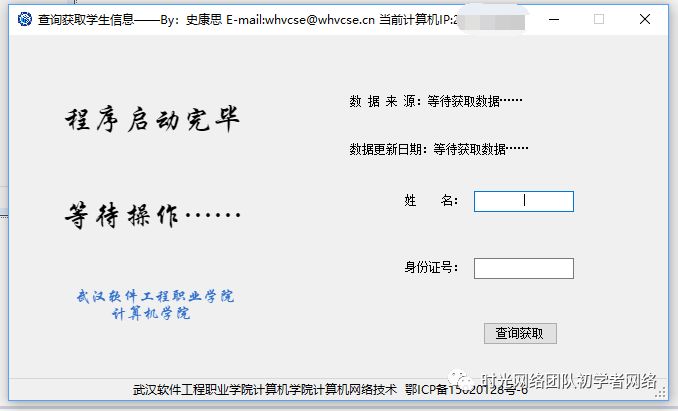 查询获取学生信息——By：史康思 E-mail:whvcse@whvcse.cn 当前计算机IP:2
程序启动完毕
等待操作……
武汉软件工程职业学院
计算机学院
数 据 来 源：等待获取数据……
数据更新日期：等待获取数据……
姓 名：
身份证号：
查询获取
时光网络团队初学者网络
武汉软件工程职业学院计算机学院计算机网络技术 鄂ICP备15020128号-6